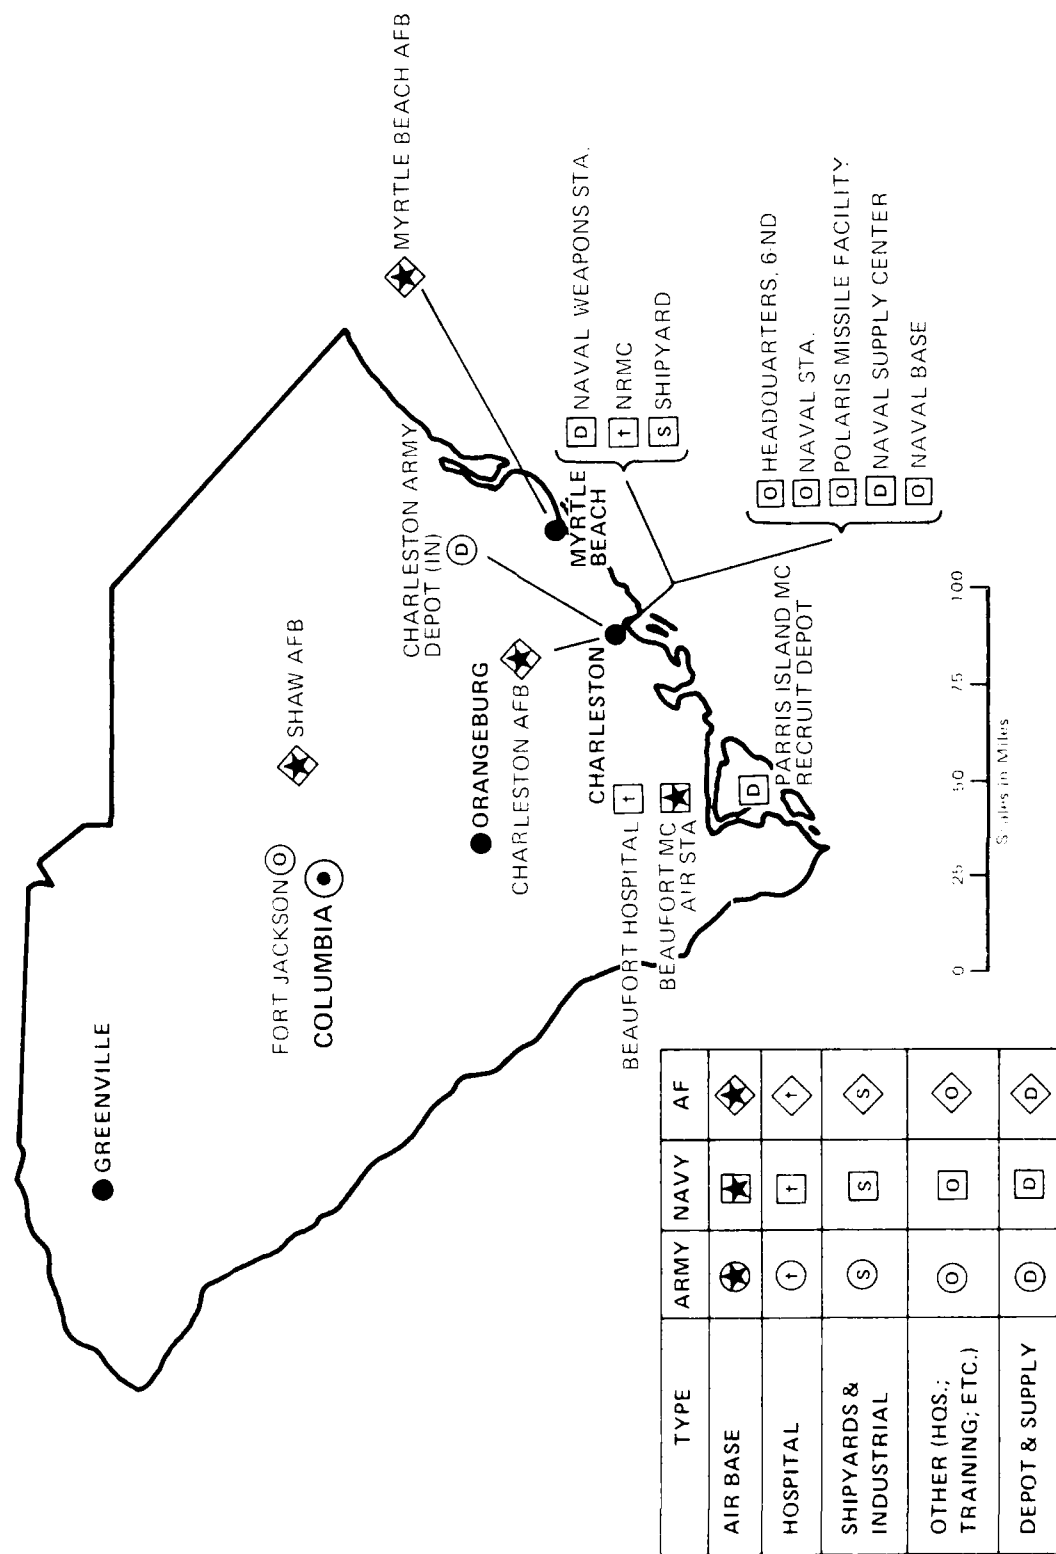 GREENVILLE
FORT JACKSON O
COLUMBIA
SHAW AFB
ORANGEBURG
CHARLESTON ARMY
DEPOT (IN)
D
CHARLESTON AFB
CHARLESTON
MYRTLE
BEACH
MYRTLE BEACH AFB
D NAVAL WEAPONS STA.
† NRMC
S SHIPYARD
O HEADQUARTERS, 6-ND
O NAVAL STA.
O POLARIS MISSILE FACILITY
D NAVAL SUPPLY CENTER
O NAVAL BASE
BEAUFORT HOSPITAL †
BEAUFORT MC
AIR STA
D
PARRIS ISLAND MC
RECRUIT DEPOT
0 25 50 75 100
Scales in Miles
TYPE ARMY NAVY AF
AIR BASE
HOSPITAL † † †
SHIPYARDS &
INDUSTRIAL S S S
OTHER (HQS.;
TRAINING; ETC.) O O O
DEPOT & SUPPLY D D D